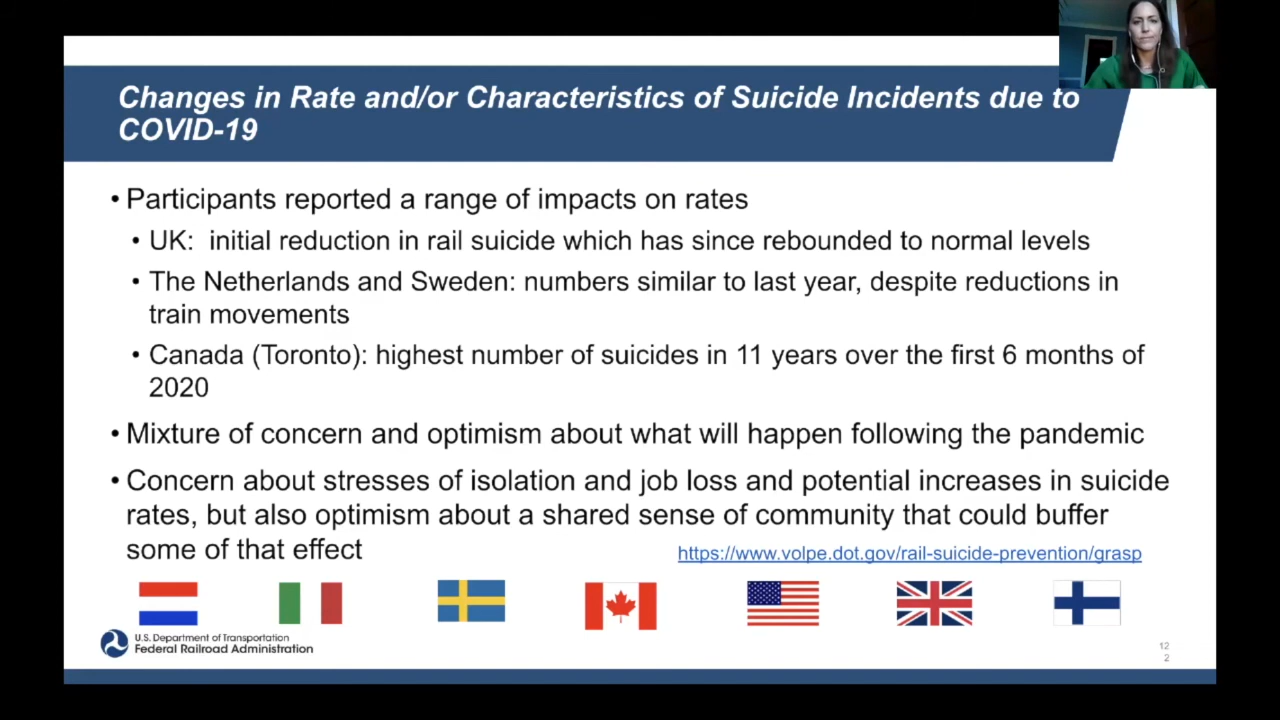 Changes in Rate and/or Characteristics of Suicide Incidents due to
COVID-19
• Participants reported a range of impacts on rates
• UK:  initial reduction in rail suicide which has since rebounded to normal levels
• The Netherlands and Sweden: numbers similar to last year, despite reductions in
train movements
• Canada (Toronto): highest number of suicides in 11 years over the first 6 months of
2020
• Mixture of concern and optimism about what will happen following the pandemic
• Concern about stresses of isolation and job loss and potential increases in suicide
rates, but also optimism about a shared sense of community that could buffer
some of that effect
https://www.volpe.dot.gov/rail-suicide-prevention/grasp
U.S. Department of Transportation
Federal Railroad Administration
12
2